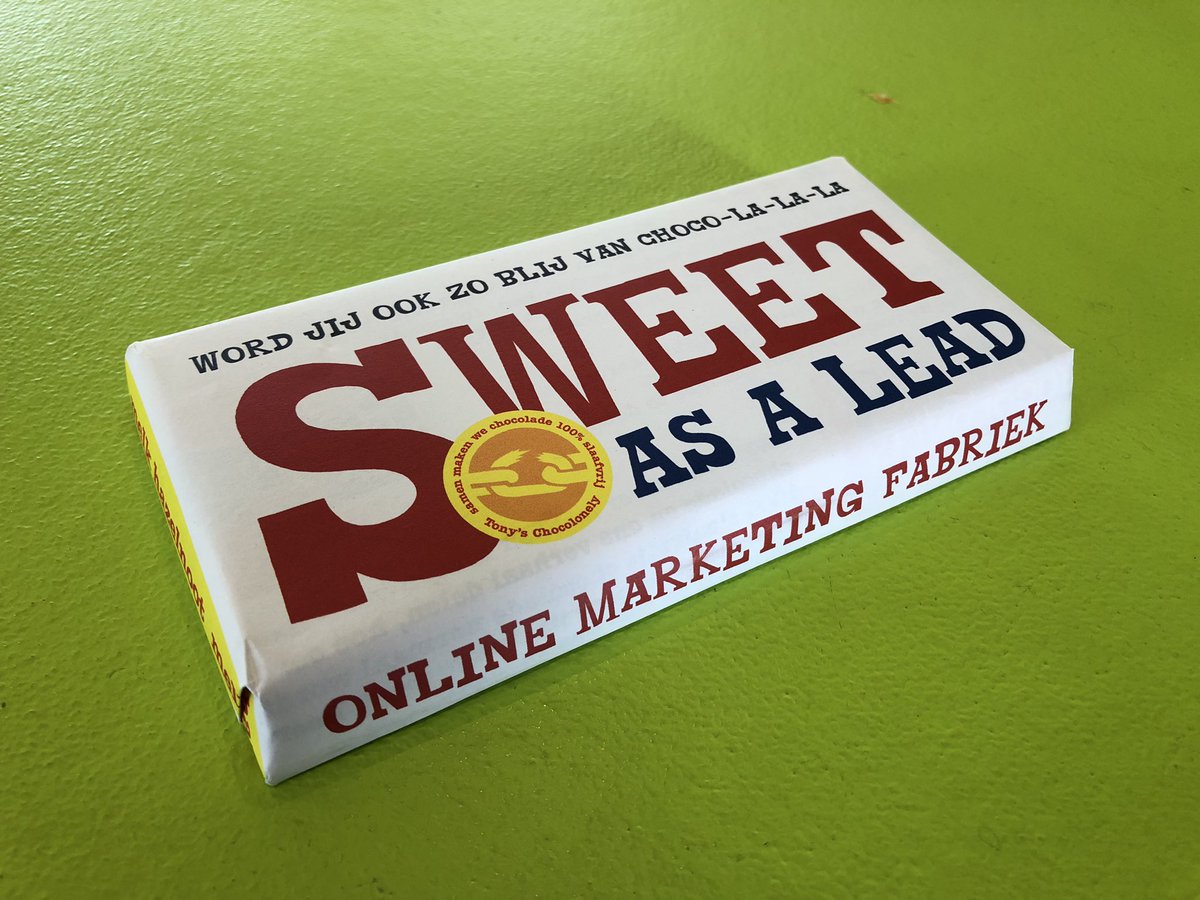 WORD JIJ OOK ZO BLIJ VAN CHOCO-LA-LA-LA
SWEET
AS A LEAD
samen maken we chocolade 100% slaafvrij
Tony's Chocolonely
ONLINE MARKETING FABRIEK
hazelnoot